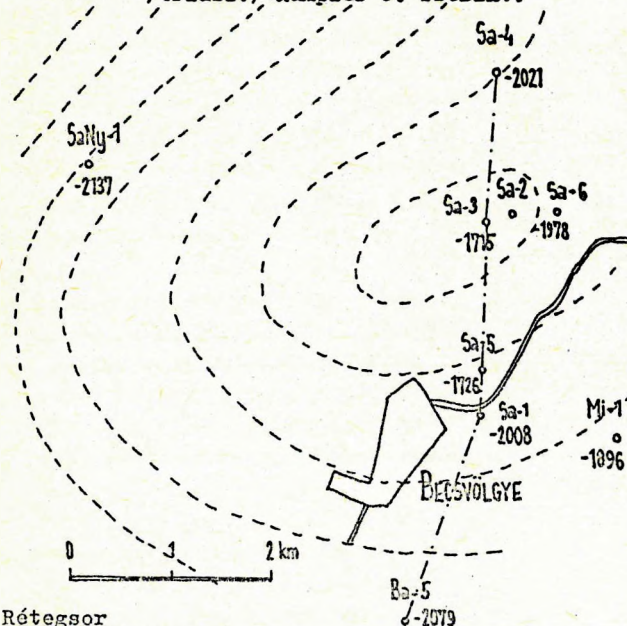 Sa-4
-2021
SaNy-1
-2137
Sa-2
Sa-6
Sa-3
-1978
-1715
Sa-5
-1726
Sa-1
-2008
Mi-1
-1896
BECSVÖLGYE
0 1 2 km
Ba-5
-2079
Rétegsor